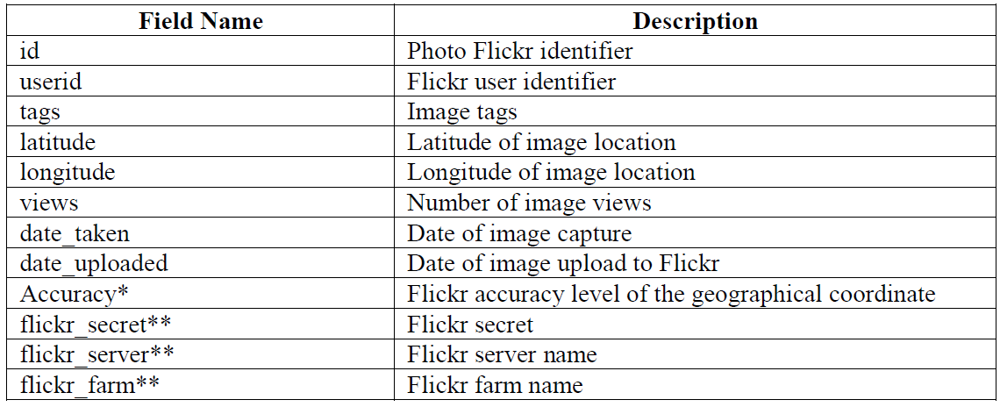 Field Name Description
id Photo Flickr identifier
userid Flickr user identifier
tags Image tags
latitude Latitude of image location
longitude Longitude of image location
views Number of image views
date_taken Date of image capture
date_uploaded Date of image upload to Flickr
Accuracy* Flickr accuracy level of the geographical coordinate
flickr_secret** Flickr secret
flickr_server** Flickr server name
flickr_farm** Flickr farm name